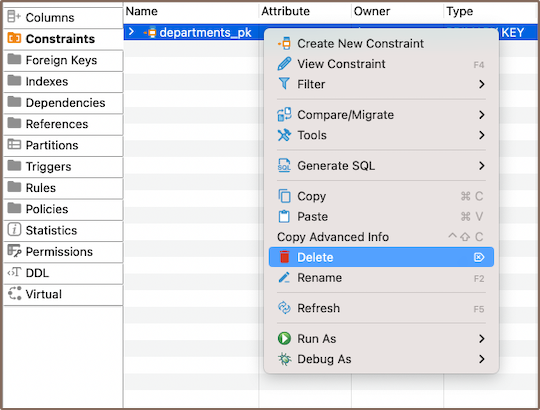 Name Attribute Owner Type
Columns
Constraints
Foreign Keys
Indexes
Dependencies
References
Partitions
Triggers
Rules
Policies
Statistics
Permissions
DDL
Virtual
departments_pk KEY
Create New Constraint
View Constraint F4
Filter
Compare/Migrate
Tools
Generate SQL
Copy ⌘ C
Paste ⌘ V
Copy Advanced Info ^⇧ C
Delete ⌦
Rename F2
Refresh F5
Run As
Debug As